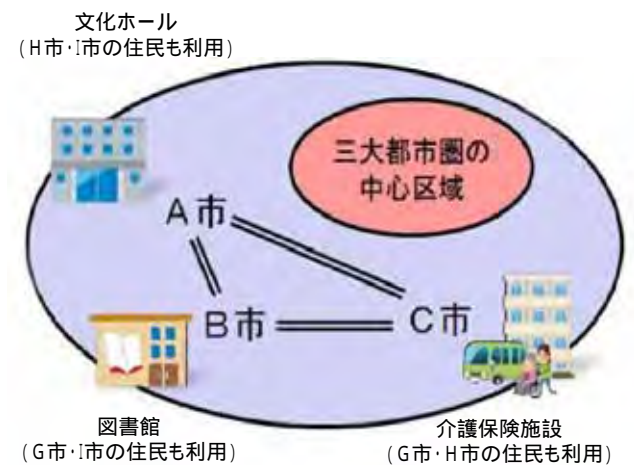 文化ホール
(H市･I市の住民も利用)
三大都市圏の
中心区域
A市
B市
C市
図書館
(G市･I市の住民も利用)
介護保険施設
(G市･H市の住民も利用)